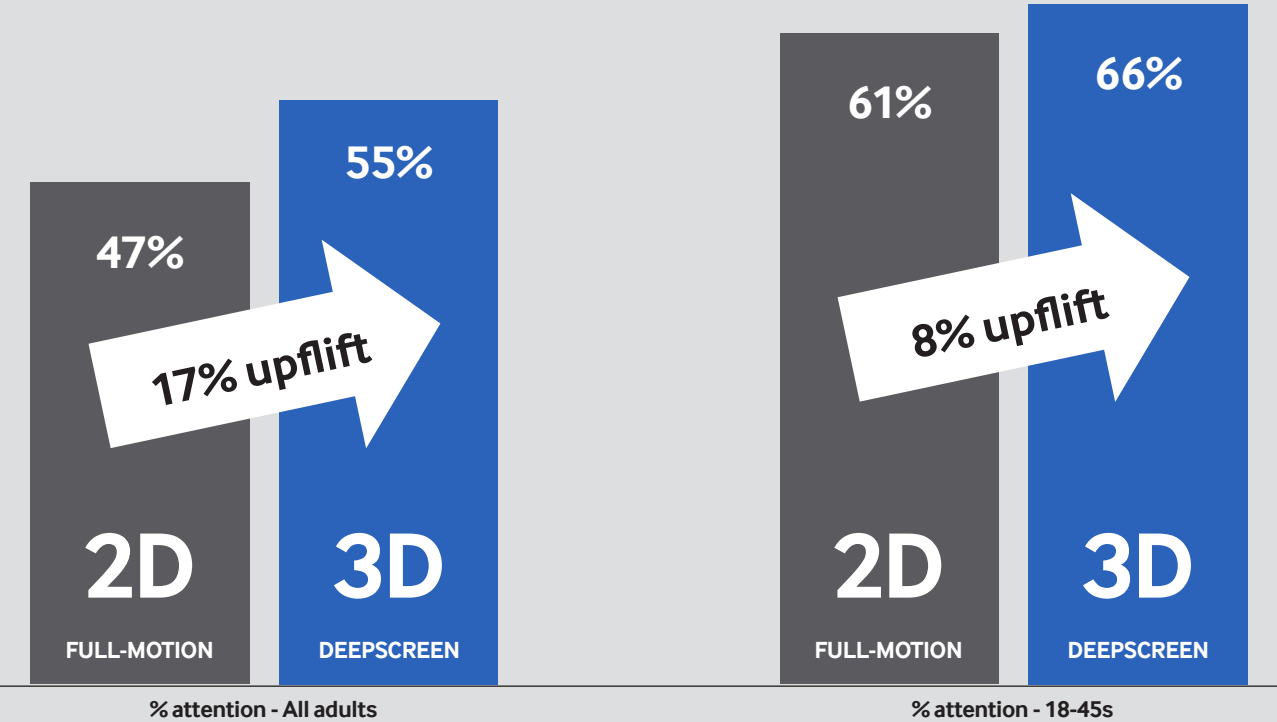 47%
55%
17% upflift
2D
FULL-MOTION
3D
DEEPSCREEN
% attention - All adults
61%
66%
8% upflift
2D
FULL-MOTION
3D
DEEPSCREEN
% attention - 18-45s